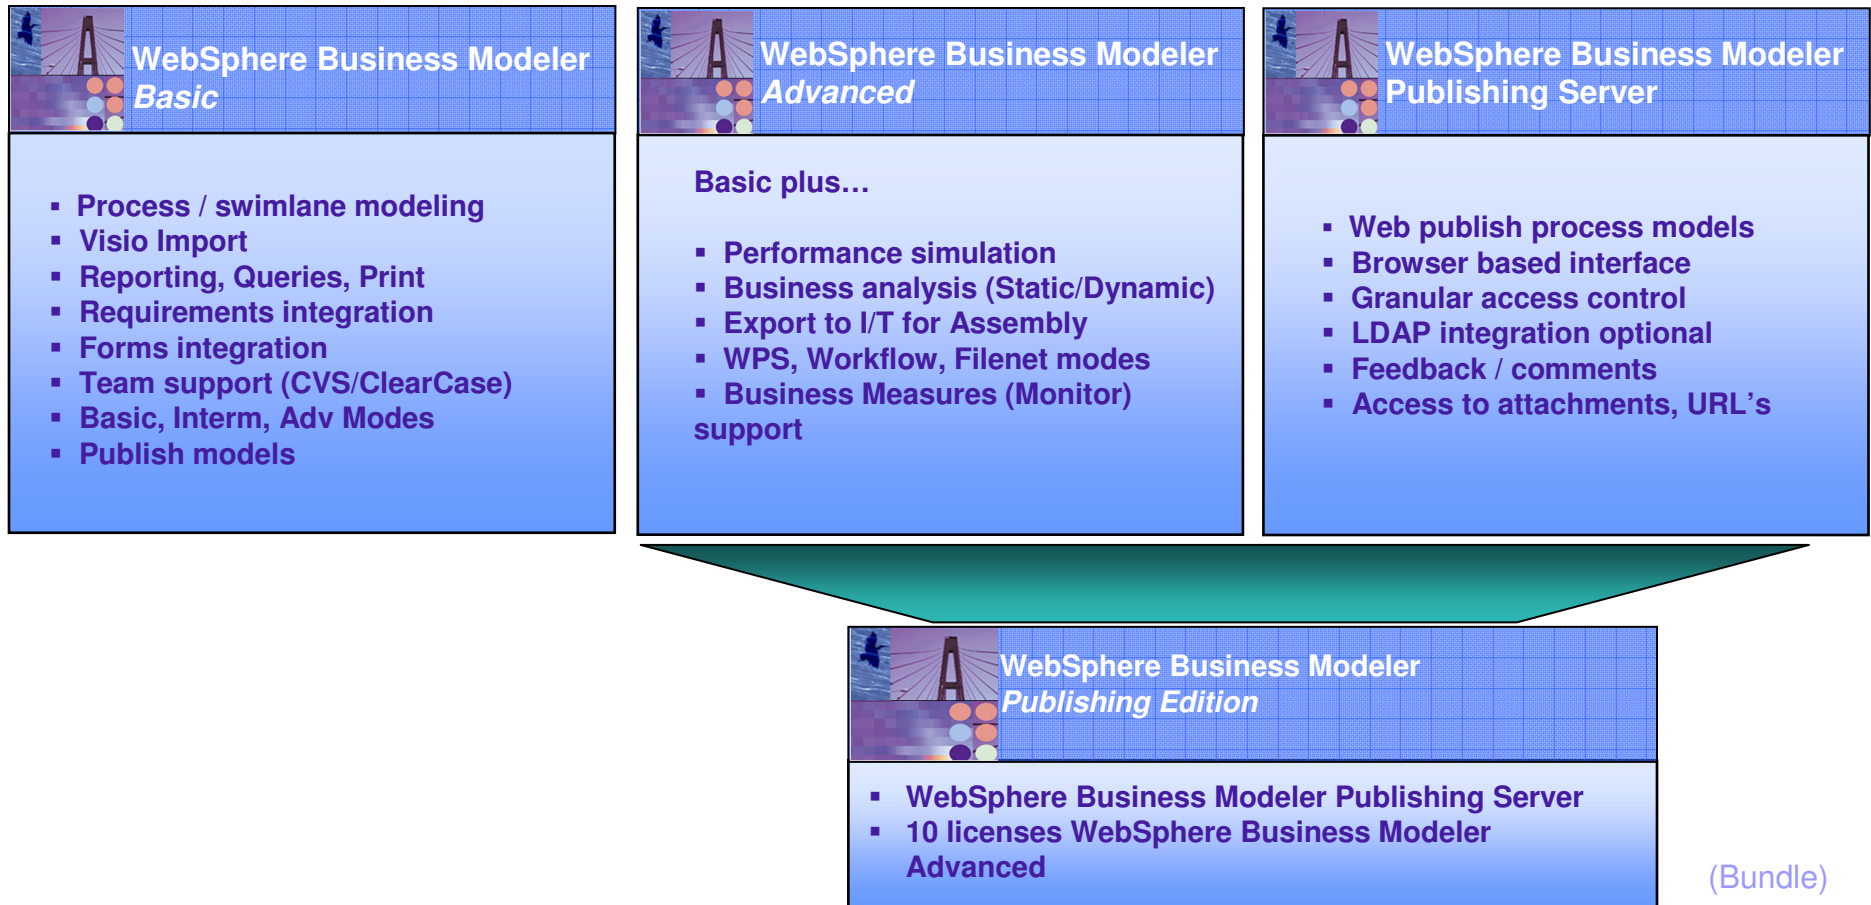 WebSphere Business Modeler
Basic
▪ Process / swimlane modeling
▪ Visio Import
▪ Reporting, Queries, Print
▪ Requirements integration
▪ Forms integration
▪ Team support (CVS/ClearCase)
▪ Basic, Interm, Adv Modes
▪ Publish models
WebSphere Business Modeler
Advanced
Basic plus…
▪ Performance simulation
▪ Business analysis (Static/Dynamic)
▪ Export to I/T for Assembly
▪ WPS, Workflow, Filenet modes
▪ Business Measures (Monitor)
support
WebSphere Business Modeler
Publishing Server
▪ Web publish process models
▪ Browser based interface
▪ Granular access control
▪ LDAP integration optional
▪ Feedback / comments
▪ Access to attachments, URL’s
WebSphere Business Modeler
Publishing Edition
▪ WebSphere Business Modeler Publishing Server
▪ 10 licenses WebSphere Business Modeler
Advanced
(Bundle)